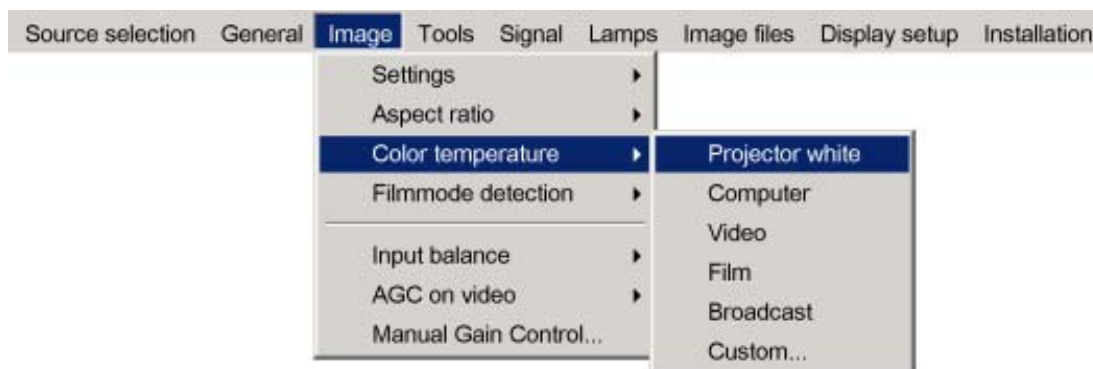 Source selection General Image Tools Signal Lamps Image files Display setup Installation
Settings
Aspect ratio
Color temperature
Filmmode detection
Input balance
AGC on video
Manual Gain Control...
Projector white
Computer
Video
Film
Broadcast
Custom...